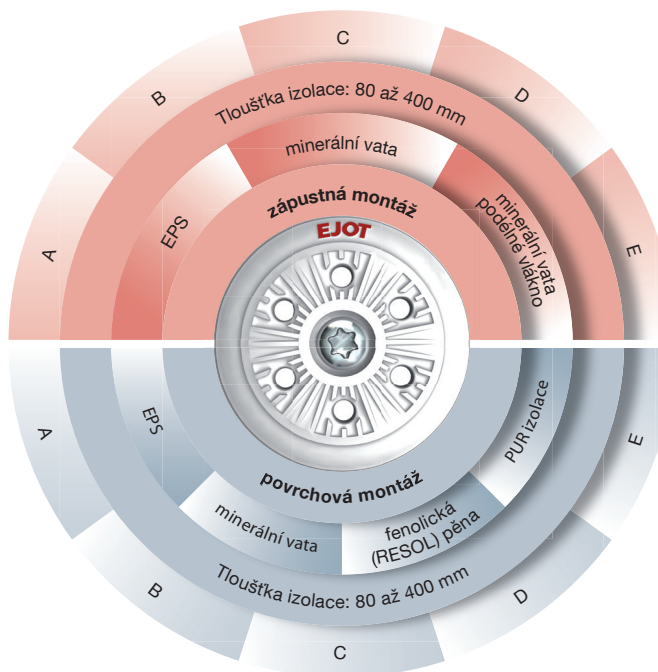 C
B
D
Tloušťka izolace: 80 až 400 mm
minerální vata
A
EPS
zápustná montáž
minerální vata
podélné vlákno
E
EJOT
A
EPS
PUR izolace
E
povrchová montáž
minerální vata
fenolická
(RESOL) pěna
Tloušťka izolace: 80 až 400 mm
B
D
C